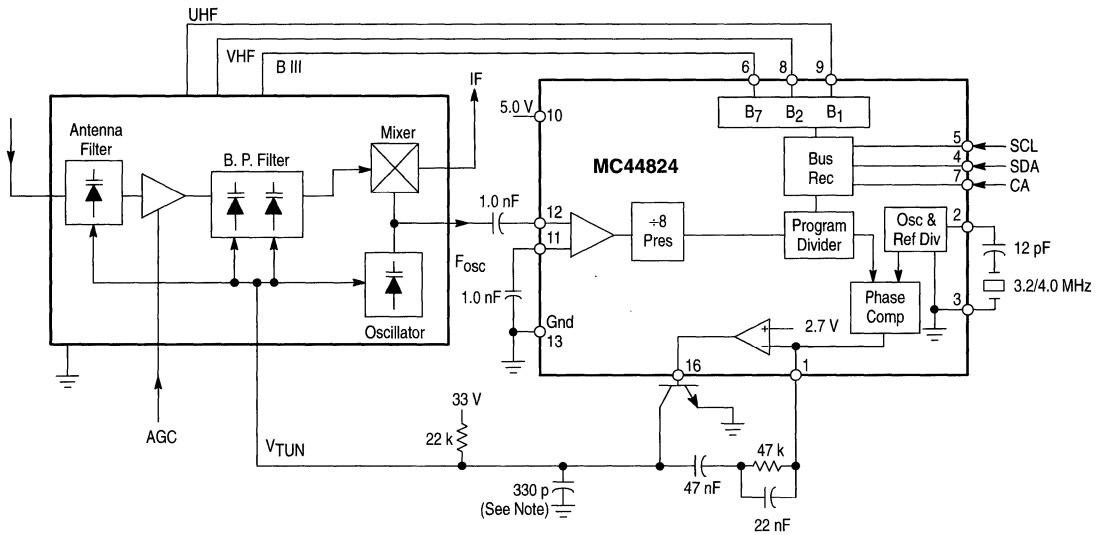 UHF
VHF
B III
6
8
9
IF
5.0 V
10
B7
B2
B1
Antenna
Filter
Mixer
B. P. Filter
MC44824
Bus
Rec
5
SCL
4
SDA
7
CA
1.0 nF
12
11
÷8
Pres
Program
Divider
Osc &
Ref Div
2
12 pF
3.2/4.0 MHz
3
Fosc
1.0 nF
Phase
Comp
Oscillator
Gnd
13
2.7 V
+
−
16
1
AGC
VTUN
33 V
22 k
330 p
(See Note)
47 nF
47 k
22 nF